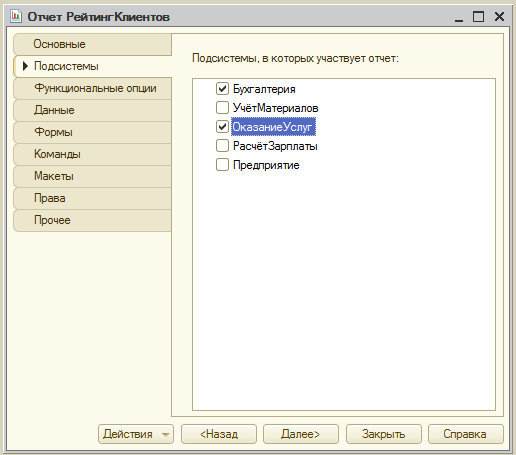 Отчет РейтингКлиентов
Основные
Подсистемы
Функциональные опции
Данные
Формы
Команды
Макеты
Права
Прочее
Подсистемы, в которых участвует отчет:
Бухгалтерия
УчётМатериалов
ОказаниеУслуг
РасчётЗарплаты
Предприятие
Действия
<Назад
Далее>
Закрыть
Справка